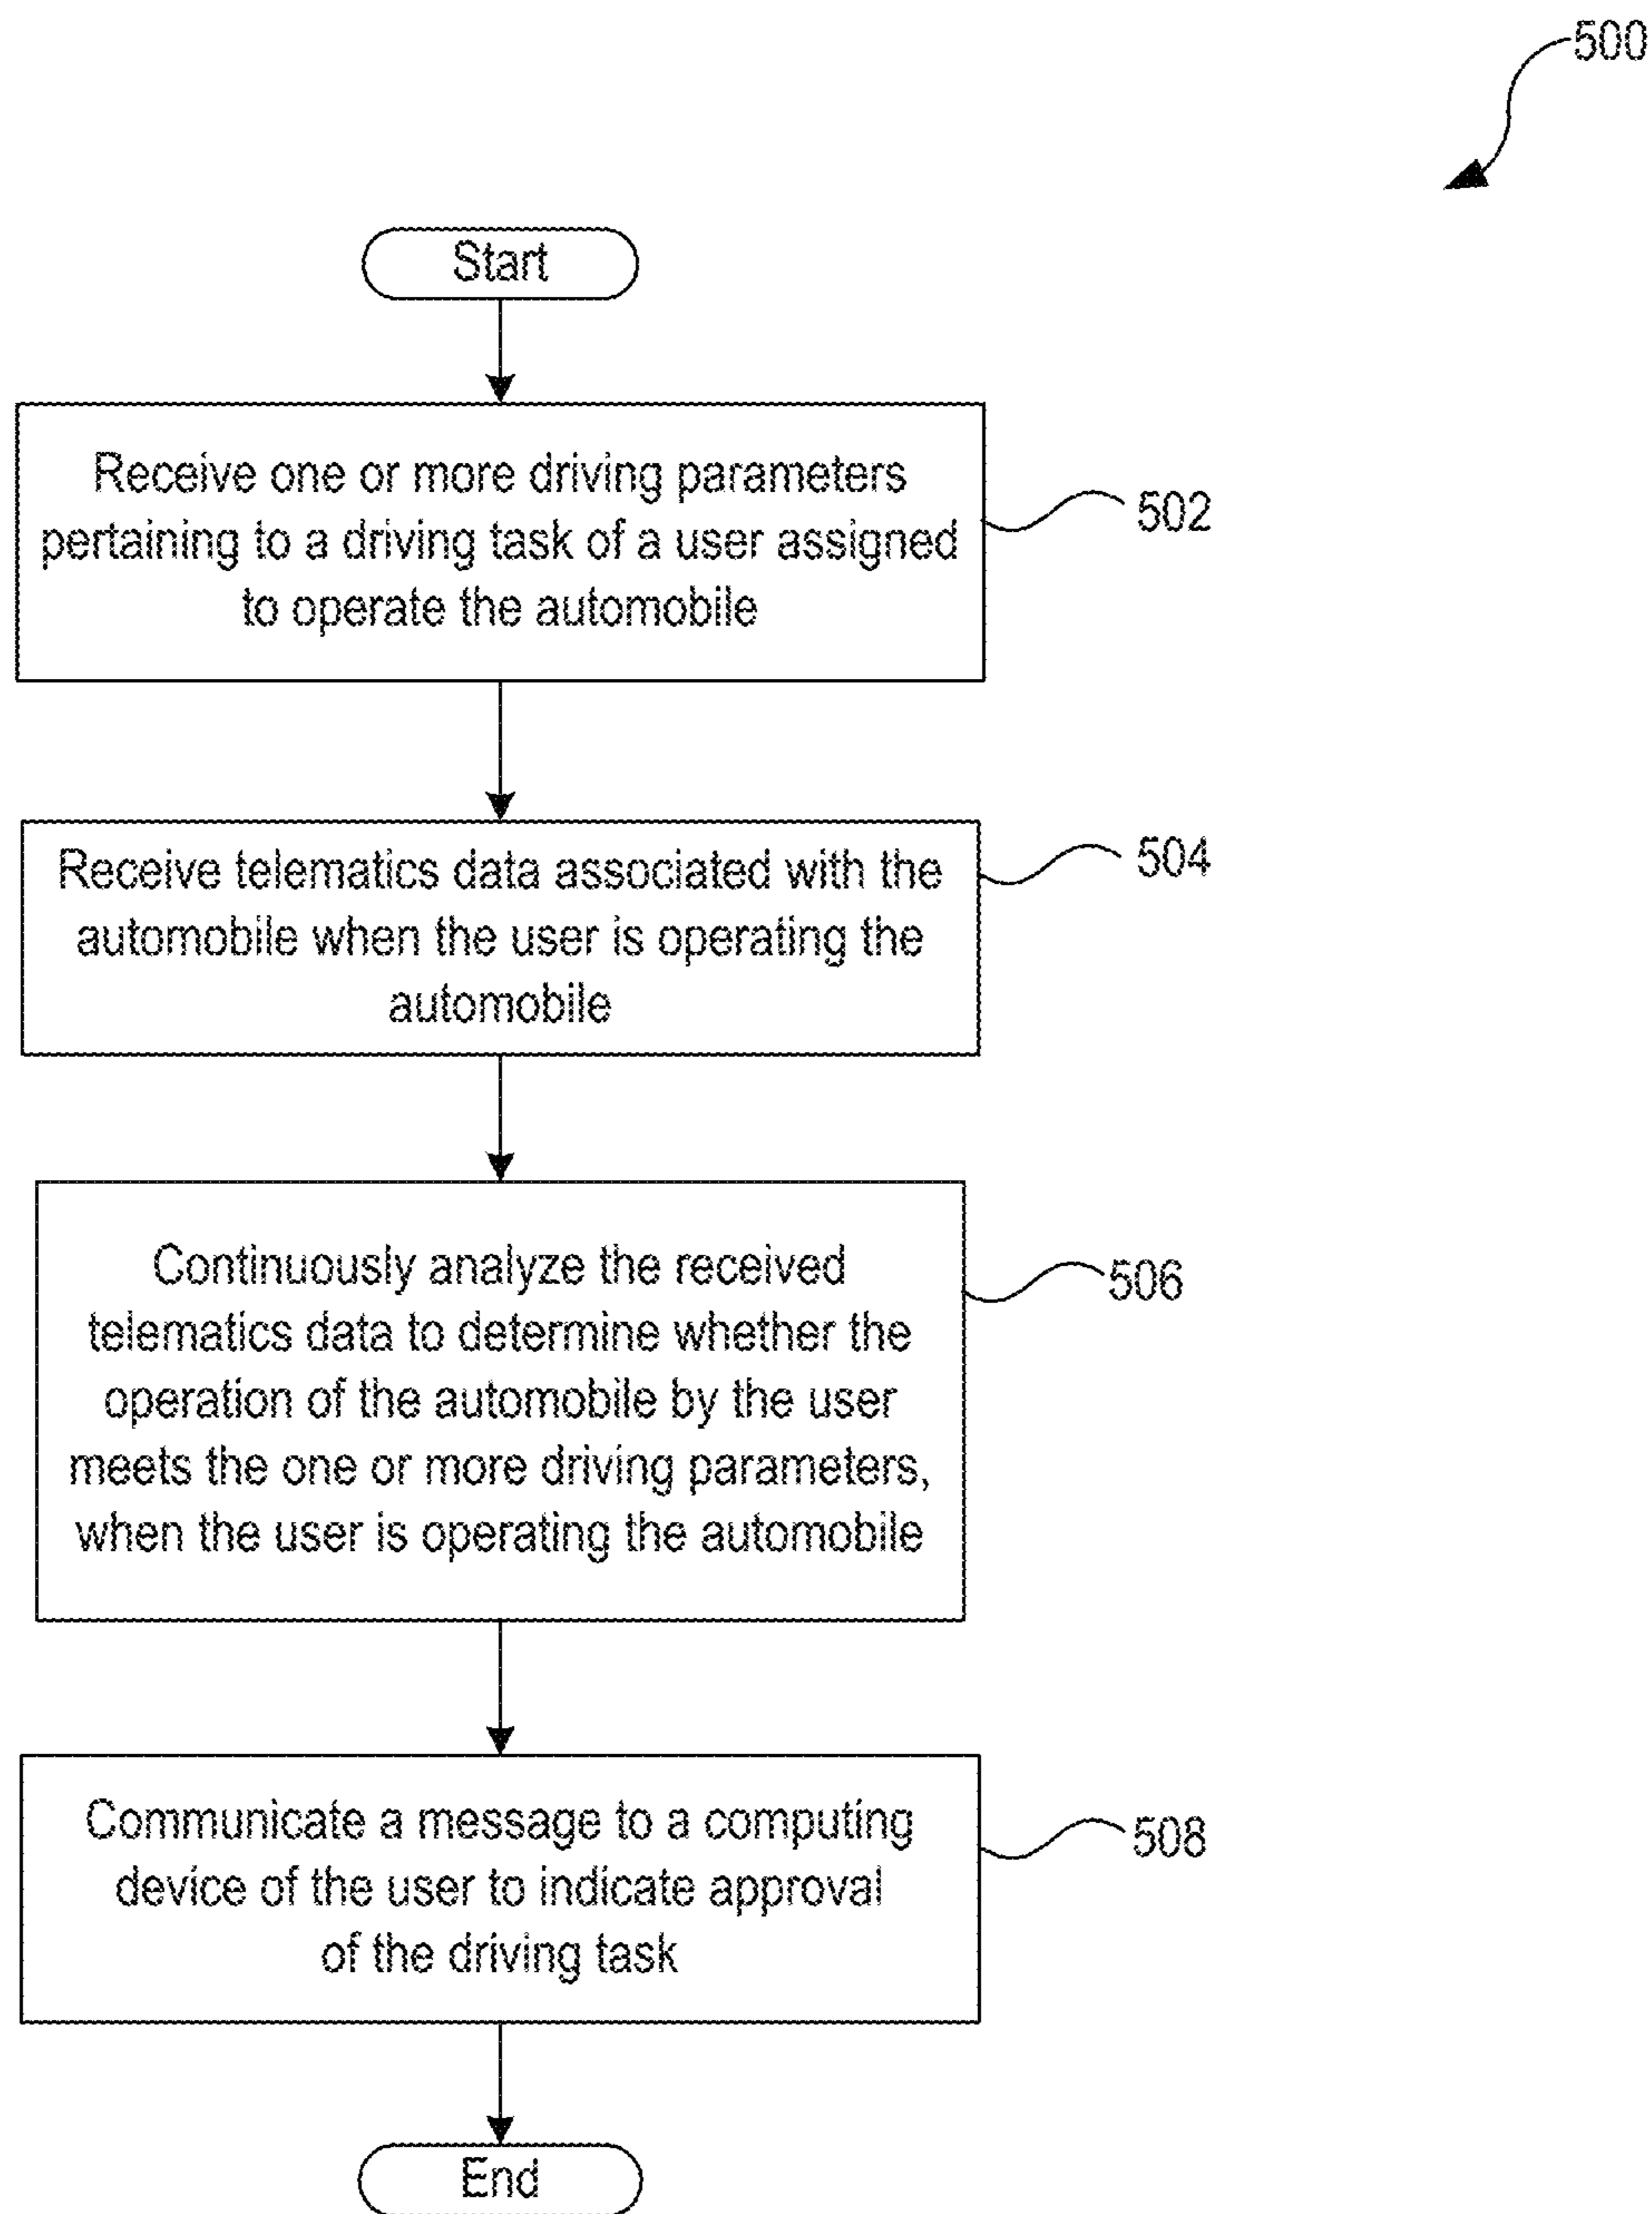 500
Start
Receive one or more driving parameters
pertaining to a driving task of a user assigned
to operate the automobile
502
Receive telematics data associated with the
automobile when the user is operating the
automobile
504
Continuously analyze the received
telematics data to determine whether the
operation of the automobile by the user
meets the one or more driving parameters,
when the user is operating the automobile
506
Communicate a message to a computing
device of the user to indicate approval
of the driving task
508
End